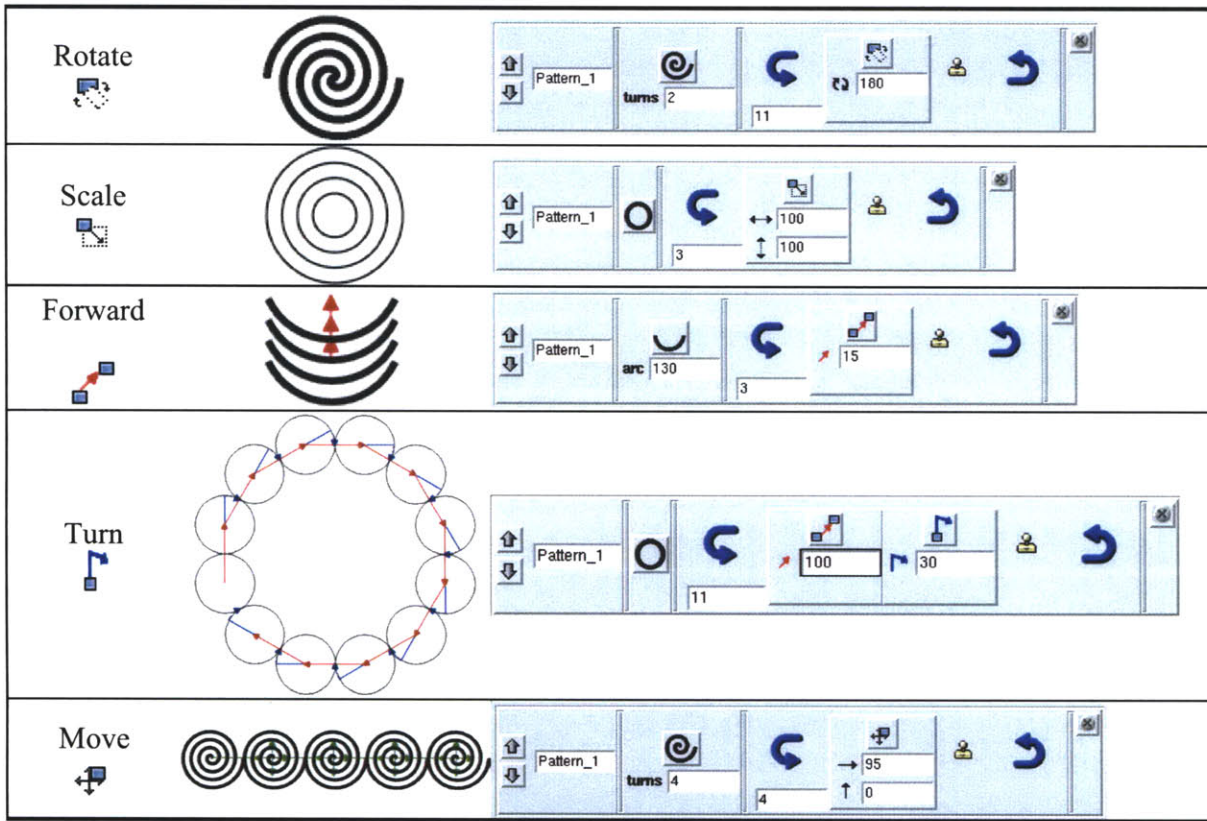 Rotate
Pattern_1
turns 2
11
180
Scale
Pattern_1
3
100
100
Forward
Pattern_1
arc 130
3
15
Turn
Pattern_1
11
100
30
Move
Pattern_1
turns 4
4
95
0